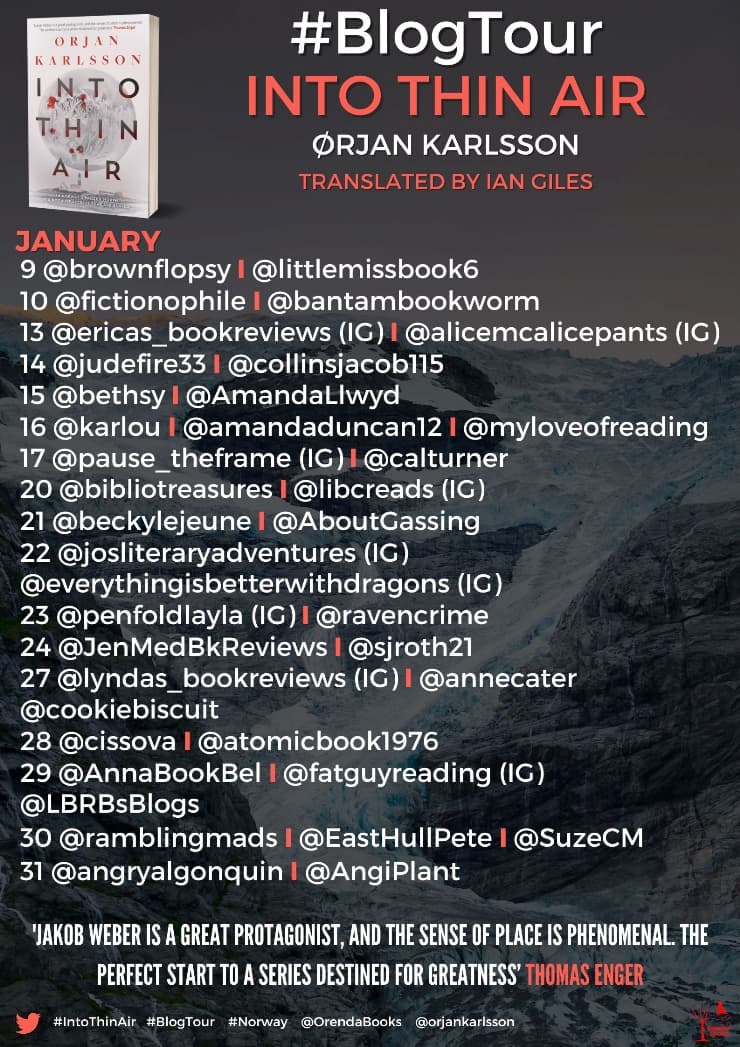 ØRJAN
KARLSSON
INTO
THIN
AIR
#BlogTour
INTO THIN AIR
ØRJAN KARLSSON
TRANSLATED BY IAN GILES
JANUARY
9 @brownflopsy I @littlemissbook6
10 @fictionophile I @bantambookworm
13 @ericas_bookreviews (IG) I @alicemcalicepants (IG)
14 @judefire33 I @collinsjacob115
15 @bethsy I @AmandaLlwyd
16 @karlou I @amandaduncan12 I @myloveofreading
17 @pause_theframe (IG) I @calturner
20 @bibliotreasures I @libcreads (IG)
21 @beckylejeune I @AboutGassing
22 @josliteraryadventures (IG)
@everythingisbetterwithdragons (IG)
23 @penfoldlayla (IG) I @ravencrime
24 @JenMedBkReviews I @sjroth21
27 @lyndas_bookreviews (IG) I @annecater
@cookiebiscuit
28 @cissova I @atomicbook1976
29 @AnnaBookBel I @fatguyreading (IG)
@LBRBsBlogs
30 @ramblingmads I @EastHullPete I @SuzeCM
31 @angryalgonquin I @AngiPlant
'JAKOB WEBER IS A GREAT PROTAGONIST, AND THE SENSE OF PLACE IS PHENOMENAL. THE
PERFECT START TO A SERIES DESTINED FOR GREATNESS' THOMAS ENGER
#IntoThinAir #BlogTour #Norway @OrendaBooks @orjankarlsson